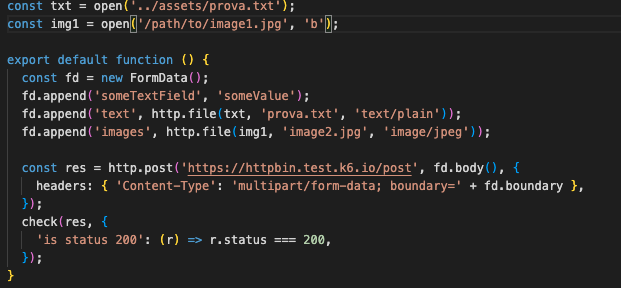 const txt = open('../assets/prova.txt');
const img1 = open('/path/to/image1.jpg', 'b');

export default function () {
  const fd = new FormData();
  fd.append('someTextField', 'someValue');
  fd.append('text', http.file(txt, 'prova.txt', 'text/plain'));
  fd.append('images', http.file(img1, 'image2.jpg', 'image/jpeg'));

  const res = http.post('https://httpbin.test.k6.io/post', fd.body(), {
    headers: { 'Content-Type': 'multipart/form-data; boundary=' + fd.boundary },
  });
  check(res, {
    'is status 200': (r) => r.status === 200,
  });
}